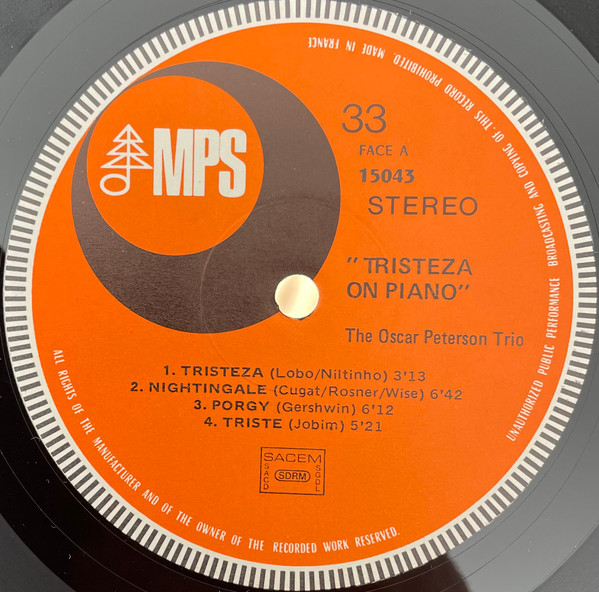 MPS
33
FACE A
15043
STEREO
"TRISTEZA
ON PIANO"
The Oscar Peterson Trio
1. TRISTEZA (Lobo/Niltinho) 3'13
2. NIGHTINGALE (Cugat/Rosner/Wise) 6'42
3. PORGY (Gershwin) 6'12
4. TRISTE (Jobim) 5'21
SACEM
SACD
SDRM
SGDL
ALL RIGHTS OF THE MANUFACTURER AND OF THE OWNER OF THE RECORDED WORK RESERVED.
UNAUTHORIZED PUBLIC PERFORMANCE BROADCASTING AND COPYING OF THIS RECORD PROHIBITED. MADE IN FRANCE